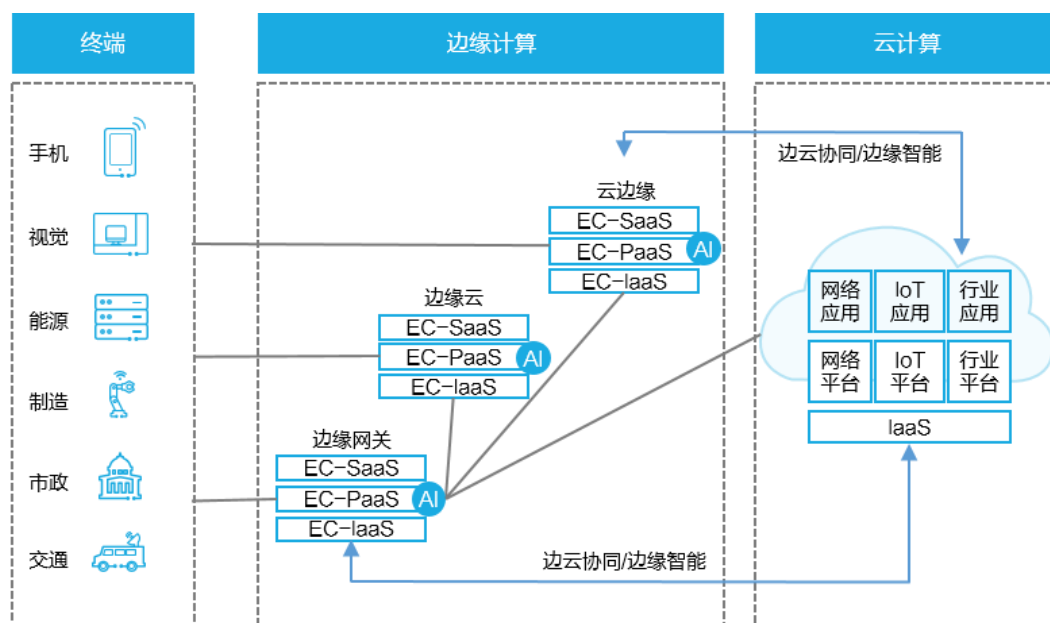 终端
边缘计算
云计算
手机
视觉
能源
制造
市政
交通
云边缘
EC-SaaS
EC-PaaS
AI
EC-IaaS
边缘云
EC-SaaS
EC-PaaS
AI
EC-IaaS
边缘网关
EC-SaaS
EC-PaaS
AI
EC-IaaS
边云协同/边缘智能
网络
应用
IoT
应用
行业
应用
网络
平台
IoT
平台
行业
平台
IaaS
边云协同/边缘智能